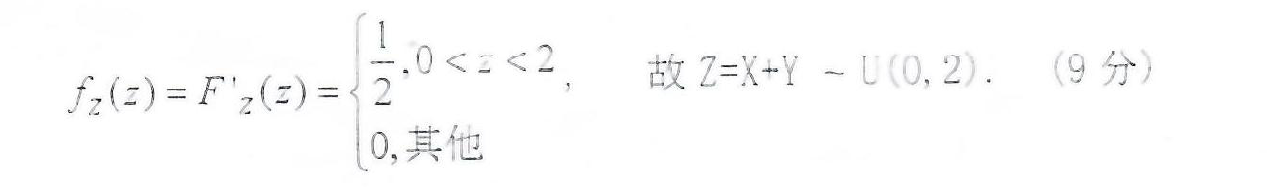 f_Z(z) = F'_Z(z) = { 1/2, 0 < z < 2, 故 Z=X+Y ~ U(0, 2). (9 分)
0, 其他